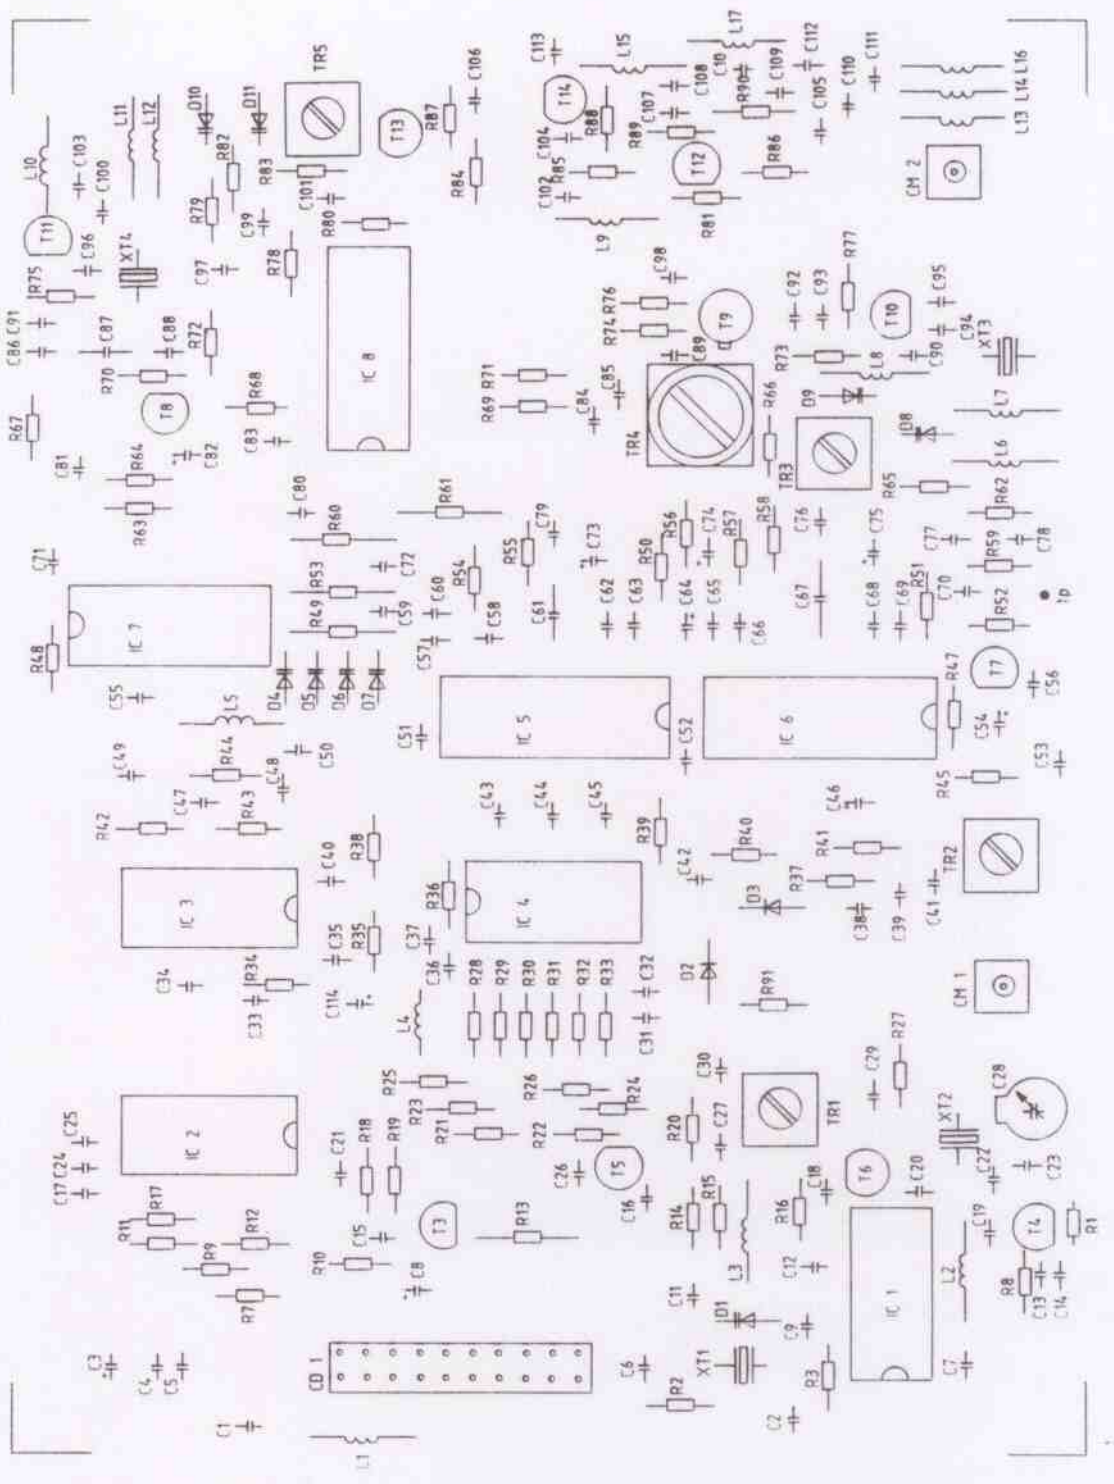 L17
C113
L15
C112
C111
C10
C109
C110
C106
TR5
C108
R90
C105
L16
L14
L13
D10
D11
T14
C107
R88
R89
R87
T13
L11
L12
R82
R83
C104
R85
T12
R86
L10
C103
C100
R84
CM 2
C101
C102
R79
C99
R80
R81
T11
C96
XT4
C97
R78
L9
R75
C98
R77
C92
C93
C95
R76
R74
T9
T10
C94
XT3
C91
C86
C87
C88
R72
IC 8
C89
R73
C90
L8
R70
R71
R69
C85
D9
R67
T8
R68
C84
TR4
R66
D8
L7
C83
C82
C81
R64
TR3
L6
R63
C80
R61
R65
R62
R60
C79
R56
C74
R57
R58
C76
C75
C77
C78
C71
R55
C73
R50
R59
C72
R54
R53
R51
C70
IC 7
R49
C59
C60
C58
C61
C62
C63
C64
C65
C66
C67
C68
C69
R52
1p
R48
C57
D4
D5
D6
D7
T7
C55
R47
C56
L5
C51
IC 5
C52
IC 6
C54
C49
R44
C50
C53
C48
R45
C47
R43
C43
C44
C45
C46
R42
R38
R39
R40
R41
C40
C42
TR2
IC 3
R36
IC 4
D3
R37
C38
C39
C41
C35
R35
C37
C36
C34
R34
D2
CM 1
C33
C114
L4
R28
R29
R30
R31
R32
R33
C32
C31
R91
R25
R26
C30
C29
R27
C28
R23
R24
TR1
XT2
C25
IC 2
R21
R22
R20
C27
C24
C21
R18
R19
C26
T5
T6
C22
C23
C17
C16
R15
C18
C20
R17
R11
R12
C15
T3
R13
R14
R16
C19
T4
R1
R9
R10
C8
L3
C12
L2
R8
C13
C14
R7
C11
D1
C9
IC 1
C3
C4
C5
CD 1
C6
XT1
R3
C7
R2
C1
C2
L1